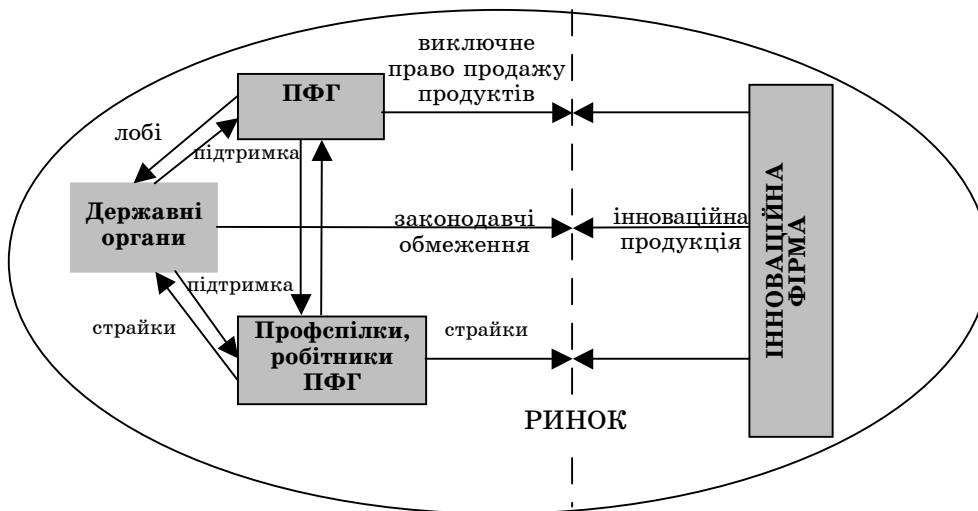 виключне
право продажу
продуктів
ПФГ
лобі
підтримка
Державні
органи
законодавчі
обмеження
інноваційна
продукція
ІННОВАЦІЙНА
ФІРМА
підтримка
страйки
Профспілки,
робітники
ПФГ
страйки
РИНОК